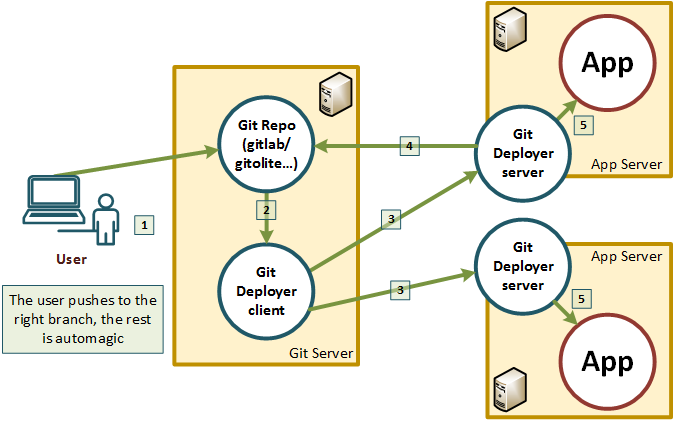 1
User
The user pushes to the
right branch, the rest
is automagic
Git Repo
(gitlab/
gitolite...)
2
Git
Deployer
client
Git Server
3
3
4
Git
Deployer
server
5
App
App Server
App Server
Git
Deployer
server
5
App